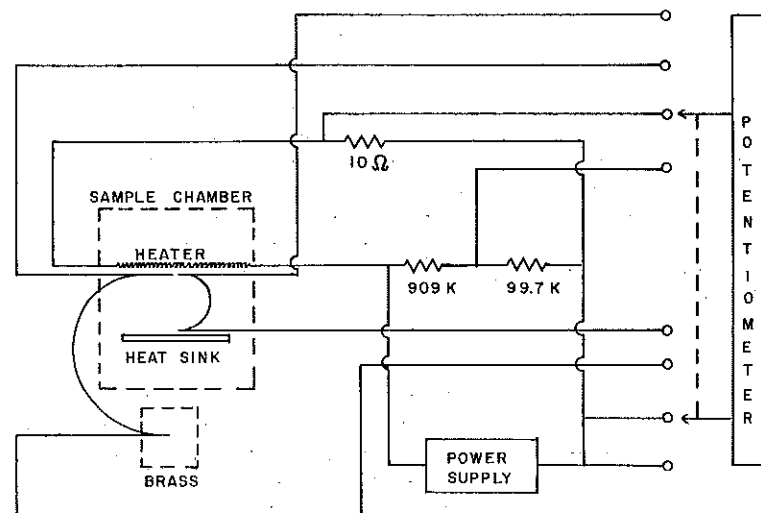 10 Ω
SAMPLE CHAMBER
HEATER
909 K
99.7 K
HEAT SINK
BRASS
POWER
SUPPLY
POTENTIOMETER